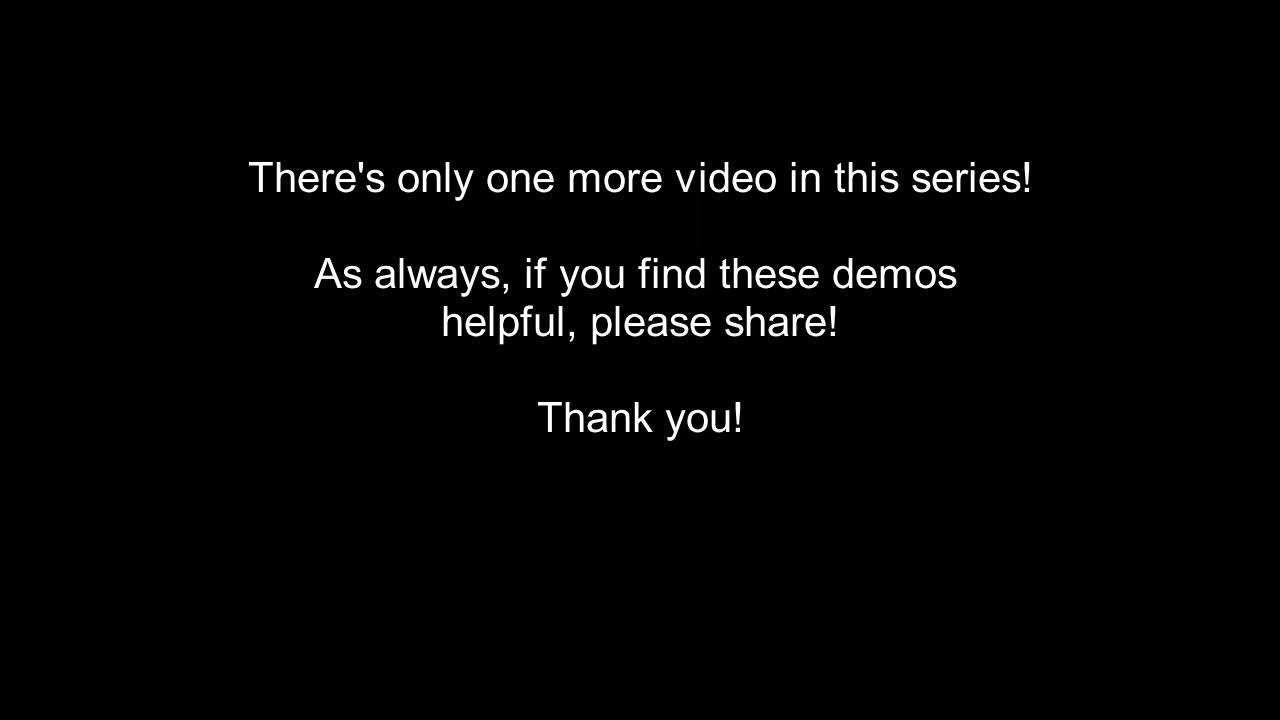 There's only one more video in this series!
As always, if you find these demos
helpful, please share!
Thank you!